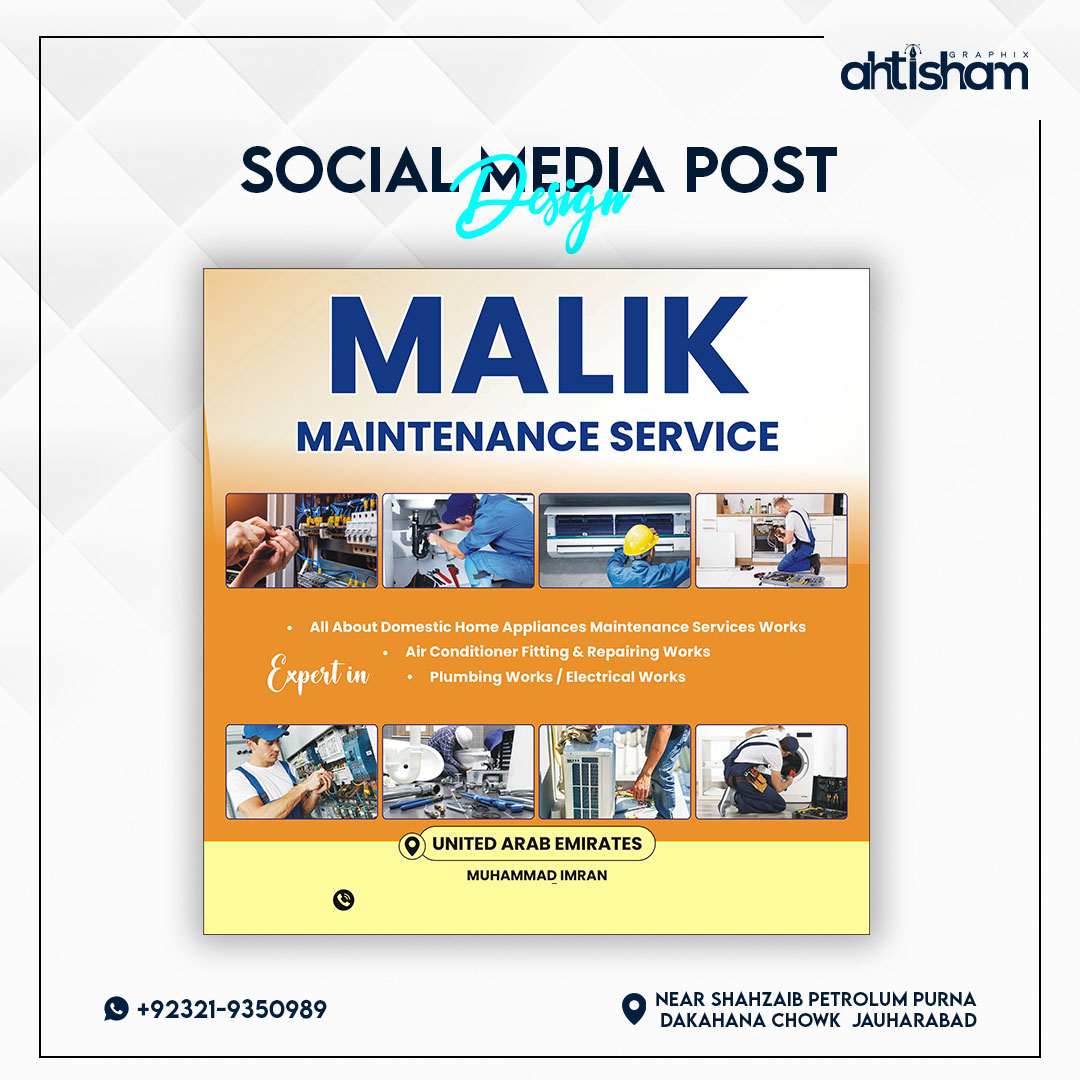 GRAPHIX
ahtisham
SOCIAL MEDIA POST
Design
MALIK
MAINTENANCE SERVICE
• All About Domestic Home Appliances Maintenance Services Works
• Air Conditioner Fitting & Repairing Works
Expert in
• Plumbing Works / Electrical Works
UNITED ARAB EMIRATES
MUHAMMAD IMRAN
+92321-9350989
NEAR SHAHZAIB PETROLUM PURNA
DAKAHANA CHOWK JAUHARABAD